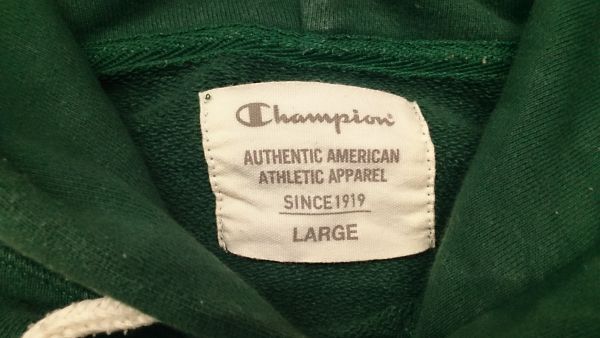 Champion
AUTHENTIC AMERICAN
ATHLETIC APPAREL
SINCE 1919
LARGE